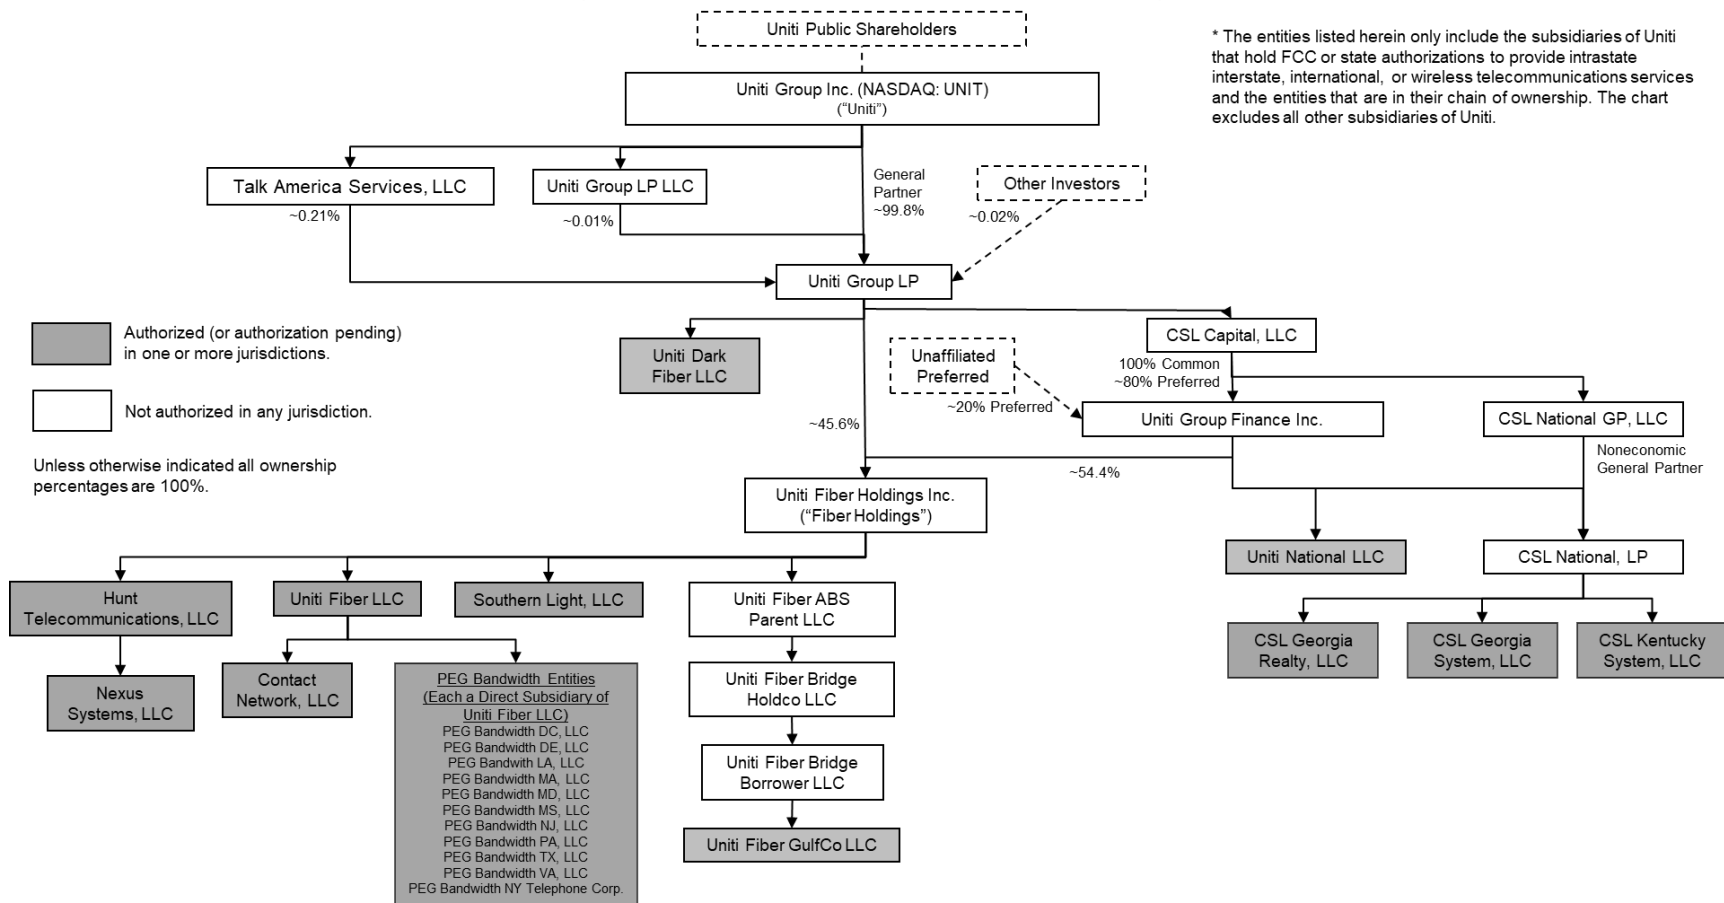 Uniti Public Shareholders
* The entities listed herein only include the subsidiaries of Uniti
that hold FCC or state authorizations to provide intrastate
interstate, international, or wireless telecommunications services
and the entities that are in their chain of ownership. The chart
excludes all other subsidiaries of Uniti.
Uniti Group Inc. (NASDAQ: UNIT)
(“Uniti”)
Talk America Services, LLC
Uniti Group LP LLC
General
Partner
~99.8%
Other Investors
~0.21%
~0.01%
~0.02%
Uniti Group LP
Authorized (or authorization pending)
in one or more jurisdictions.
Not authorized in any jurisdiction.
Unless otherwise indicated all ownership
percentages are 100%.
Uniti Dark
Fiber LLC
CSL Capital, LLC
Unaffiliated
Preferred
100% Common
~80% Preferred
~20% Preferred
Uniti Group Finance Inc.
CSL National GP, LLC
~45.6%
~54.4%
Noneconomic
General Partner
Uniti Fiber Holdings Inc.
(“Fiber Holdings”)
Uniti National LLC
CSL National, LP
Hunt
Telecommunications, LLC
Uniti Fiber LLC
Southern Light, LLC
Uniti Fiber ABS
Parent LLC
CSL Georgia
Realty, LLC
CSL Georgia
System, LLC
CSL Kentucky
System, LLC
Nexus
Systems, LLC
Contact
Network, LLC
PEG Bandwidth Entities
(Each a Direct Subsidiary of
Uniti Fiber LLC)
PEG Bandwidth DC, LLC
PEG Bandwidth DE, LLC
PEG Bandwith LA, LLC
PEG Bandwidth MA, LLC
PEG Bandwidth MD, LLC
PEG Bandwidth MS, LLC
PEG Bandwidth NJ, LLC
PEG Bandwidth PA, LLC
PEG Bandwidth TX, LLC
PEG Bandwidth VA, LLC
PEG Bandwidth NY Telephone Corp.
Uniti Fiber Bridge
Holdco LLC
Uniti Fiber Bridge
Borrower LLC
Uniti Fiber GulfCo LLC